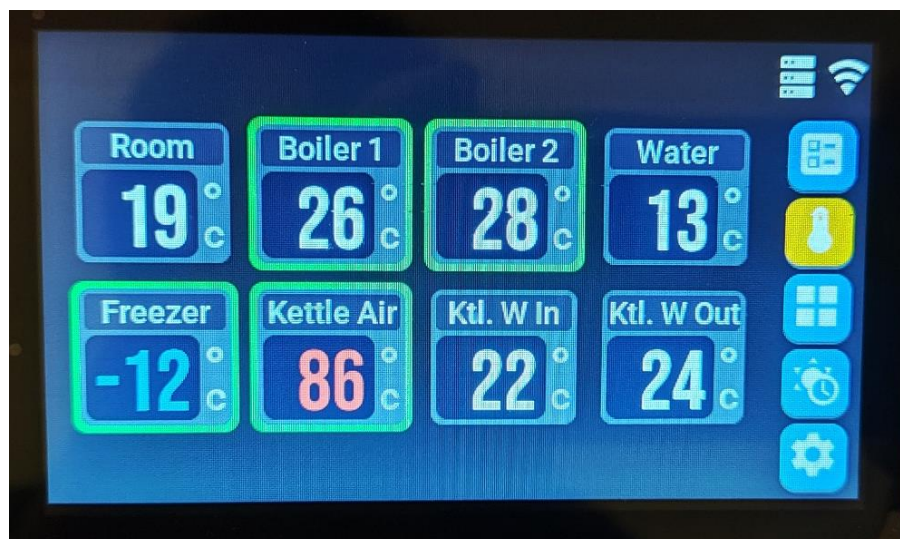 Room Boiler 1 Boiler 2 Water
19 °C 26 °C 28 °C 13 °C
Freezer Kettle Air Ktl. W In Ktl. W Out
-12 °C 86 °C 22 °C 24 °C